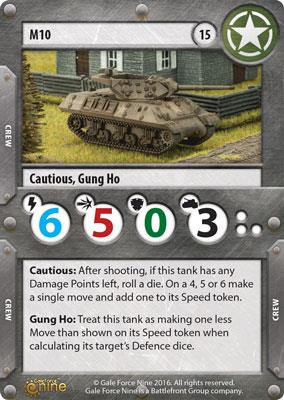 M10
15
Cautious, Gung Ho
6 5 0 3
CREW
CREW
CREW
CREW
Cautious: After shooting, if this tank has any
Damage Points left, roll a die. On a 4, 5 or 6 make
a single move and add one to its Speed token.
Gung Ho: Treat this tank as making one less
Move than shown on its Speed token when
calculating its target's Defence dice.
Gale Force
nine
© Gale Force Nine 2016. All rights reserved.
Gale Force Nine is a Battlefront Group company.